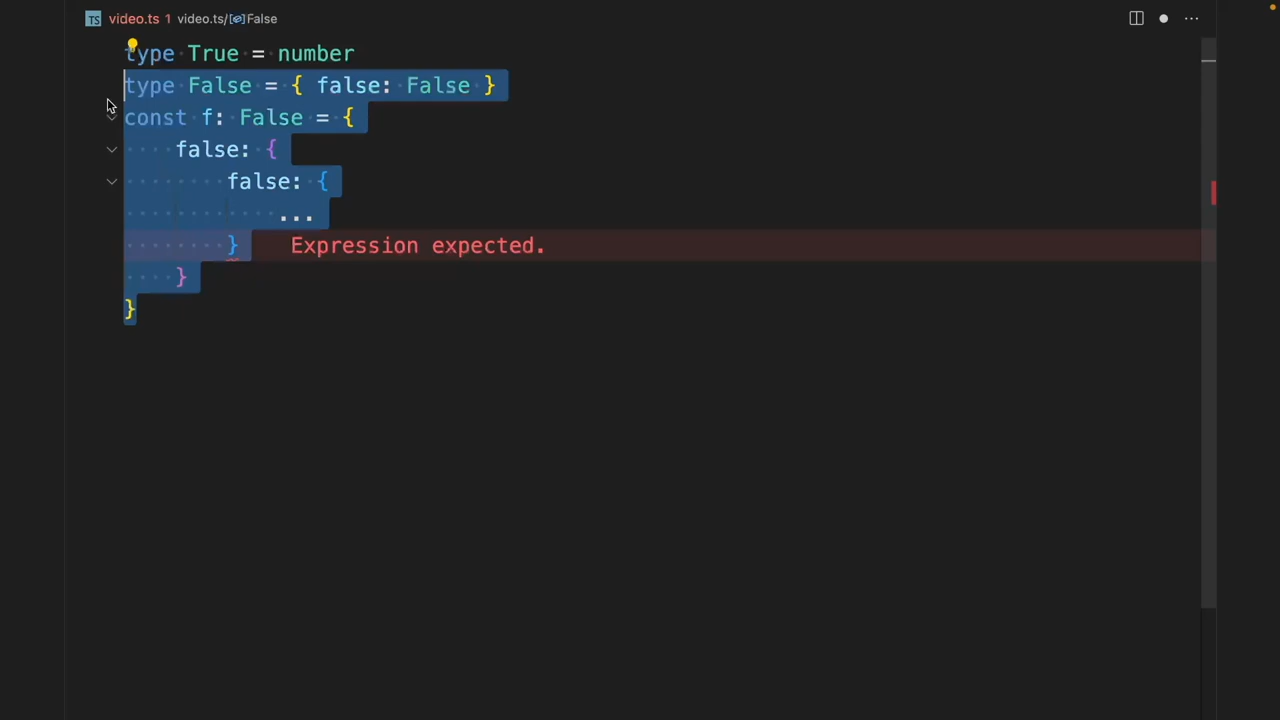 TS video.ts 1 video.ts/False
type True = number
type False = { false: False }
const f: False = {
false: {
false: {
...
} Expression expected.
}
}